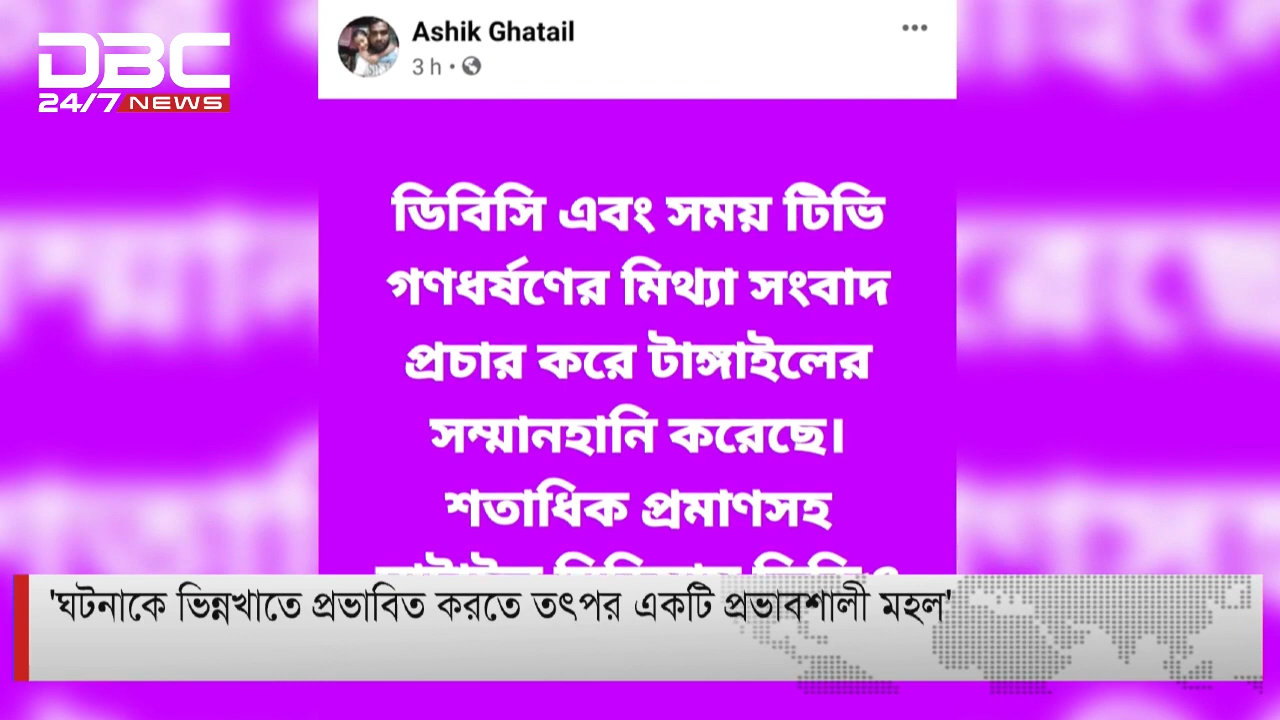 DBC
24/7 NEWS
Ashik Ghatail
3 h
ডিবিসি এবং সময় টিভি
গণধর্ষণের মিথ্যা সংবাদ
প্রচার করে টাঙ্গাইলের
সম্মানহানি করেছে।
শতাধিক প্রমাণসহ
'ঘটনাকে ভিন্নখাতে প্রভাবিত করতে তৎপর একটি প্রভাবশালী মহল'